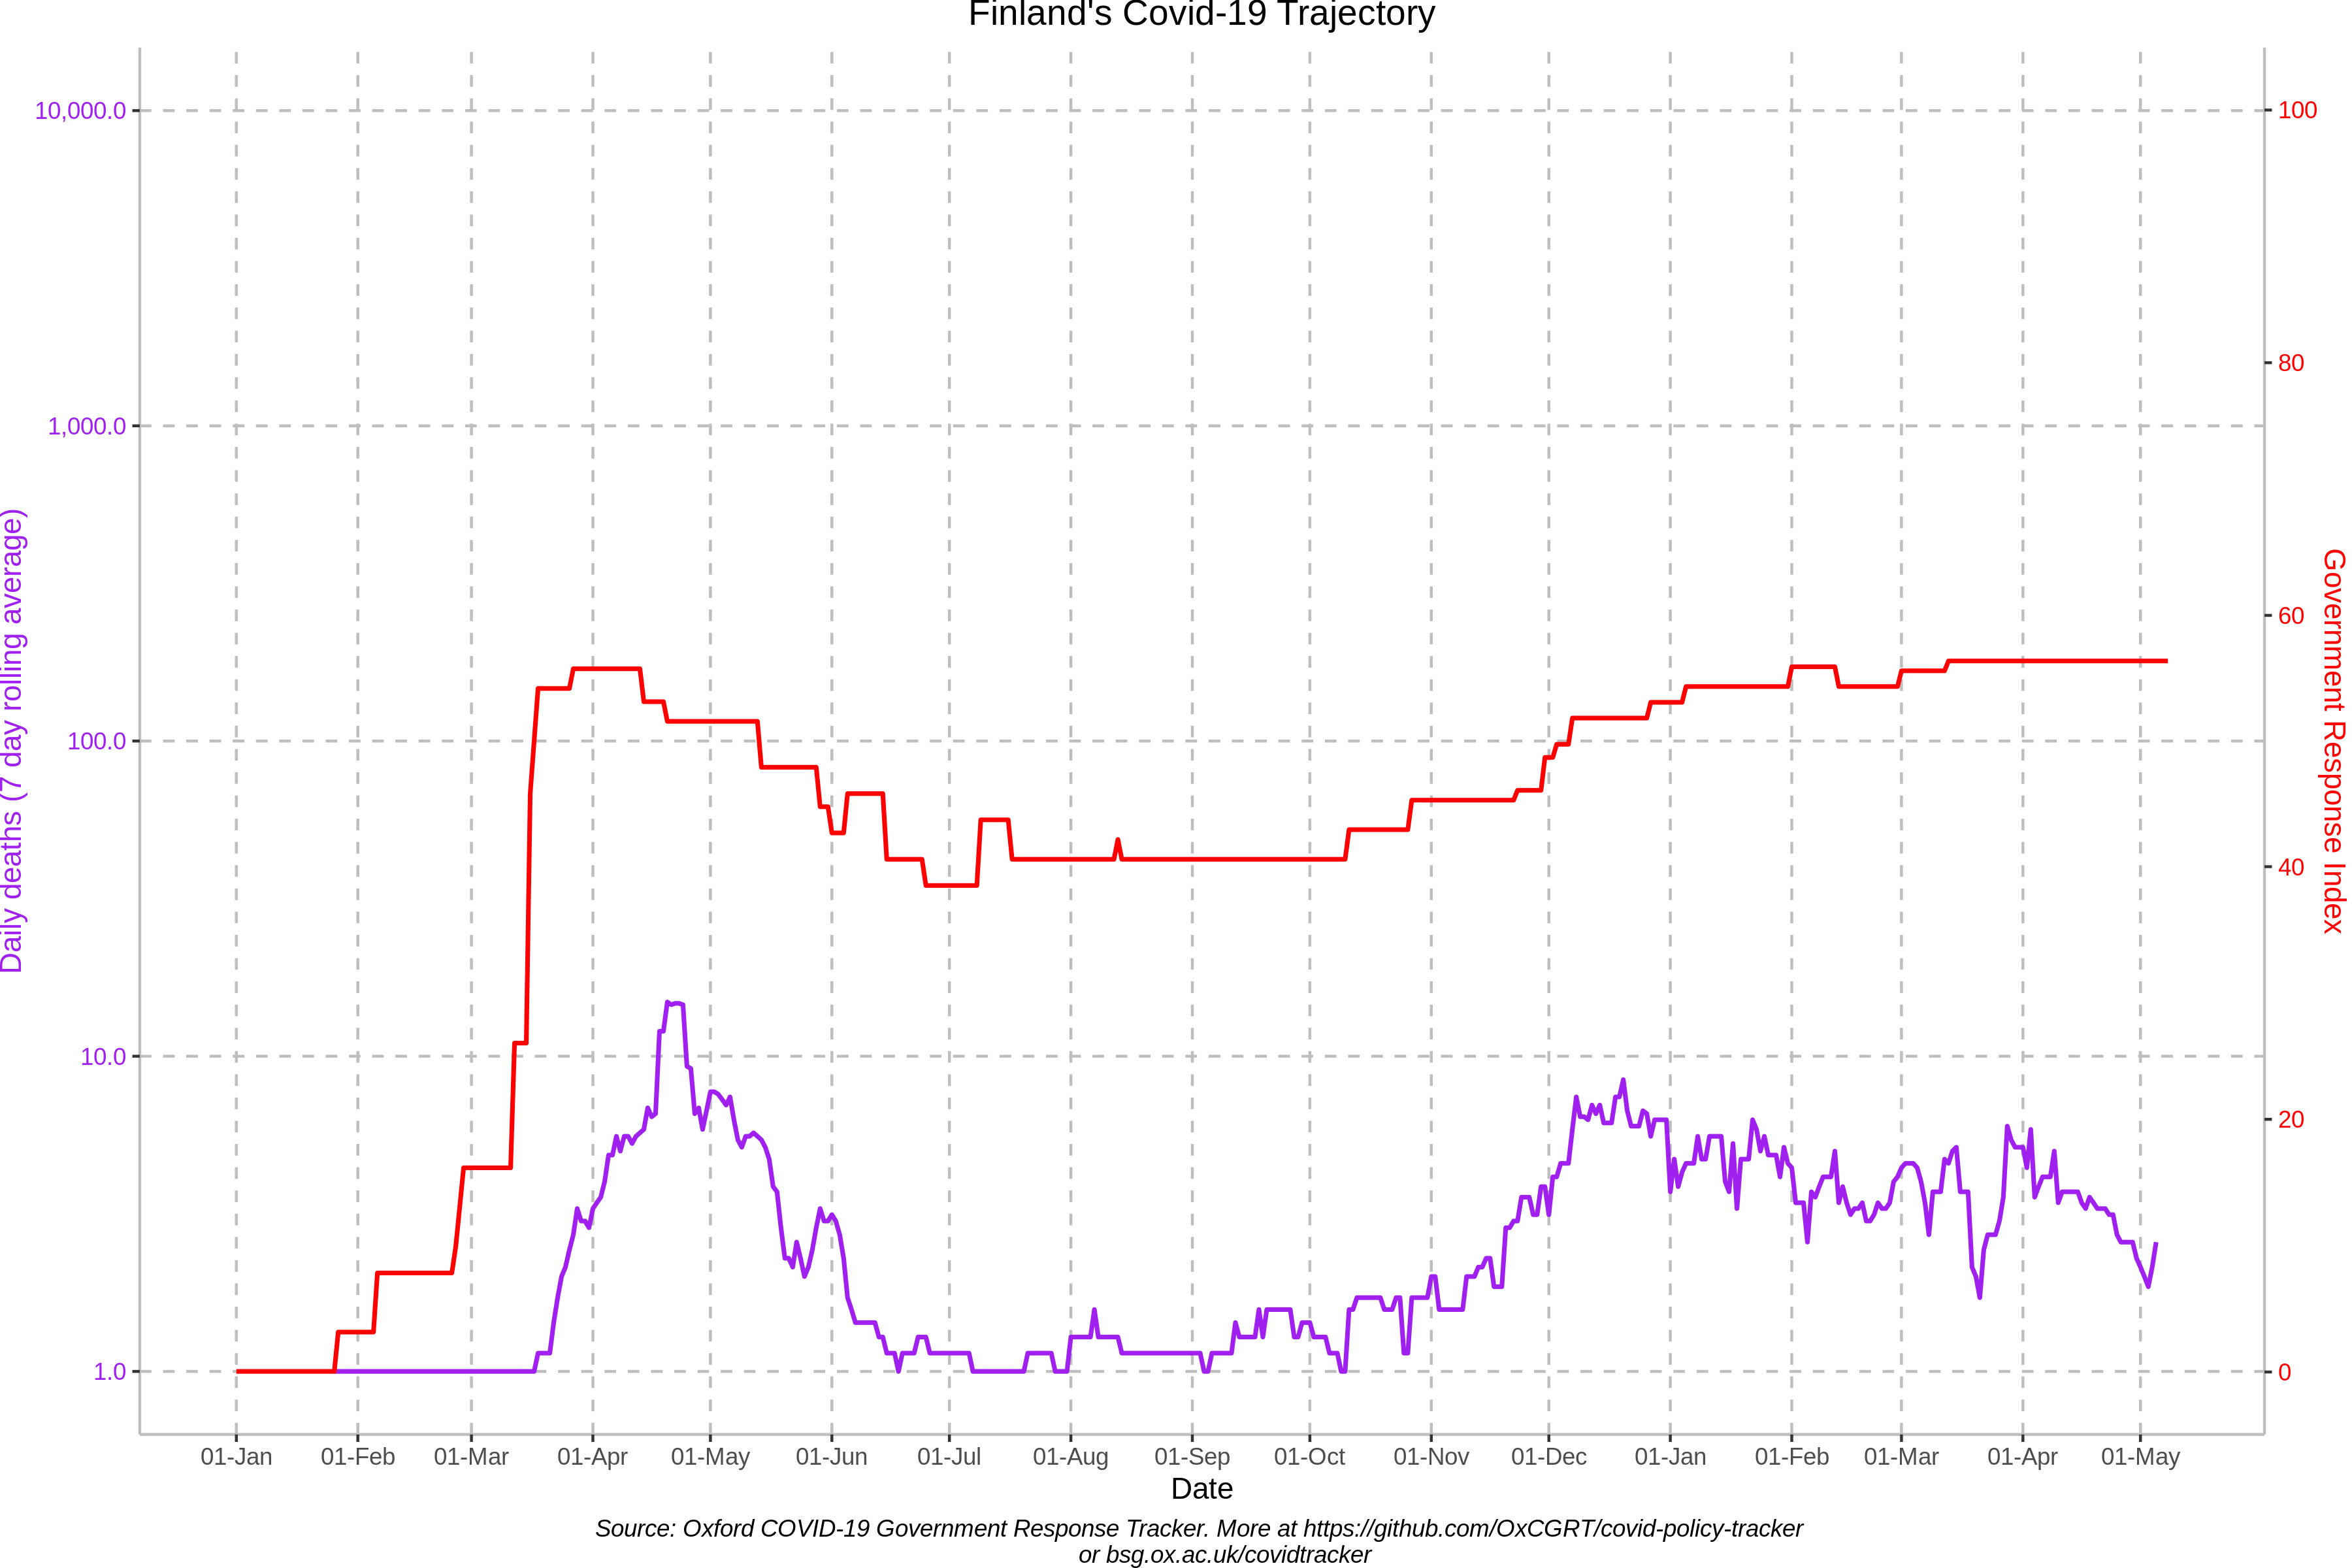 Finland's Covid-19 Trajectory
10,000.0
1,000.0
100.0
10.0
1.0
Daily deaths (7 day rolling average)
100
80
60
40
20
0
Government Response Index
01-Jan
01-Feb
01-Mar
01-Apr
01-May
01-Jun
01-Jul
01-Aug
01-Sep
01-Oct
01-Nov
01-Dec
01-Jan
01-Feb
01-Mar
01-Apr
01-May
Date
Source: Oxford COVID-19 Government Response Tracker. More at https://github.com/OxCGRT/covid-policy-tracker
or bsg.ox.ac.uk/covidtracker